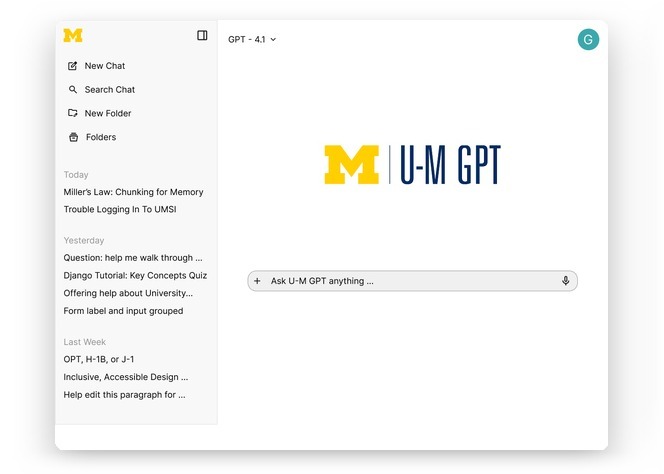 M
GPT - 4.1
G
New Chat
Search Chat
New Folder
Folders
Today
Miller's Law: Chunking for Memory
Trouble Logging In To UMSI
Yesterday
Question: help me walk through ...
Django Tutorial: Key Concepts Quiz
Offering help about University...
Form label and input grouped
Last Week
OPT, H-1B, or J-1
Inclusive, Accessible Design ...
Help edit this paragraph for ...
M | U-M GPT
+ Ask U-M GPT anything ...